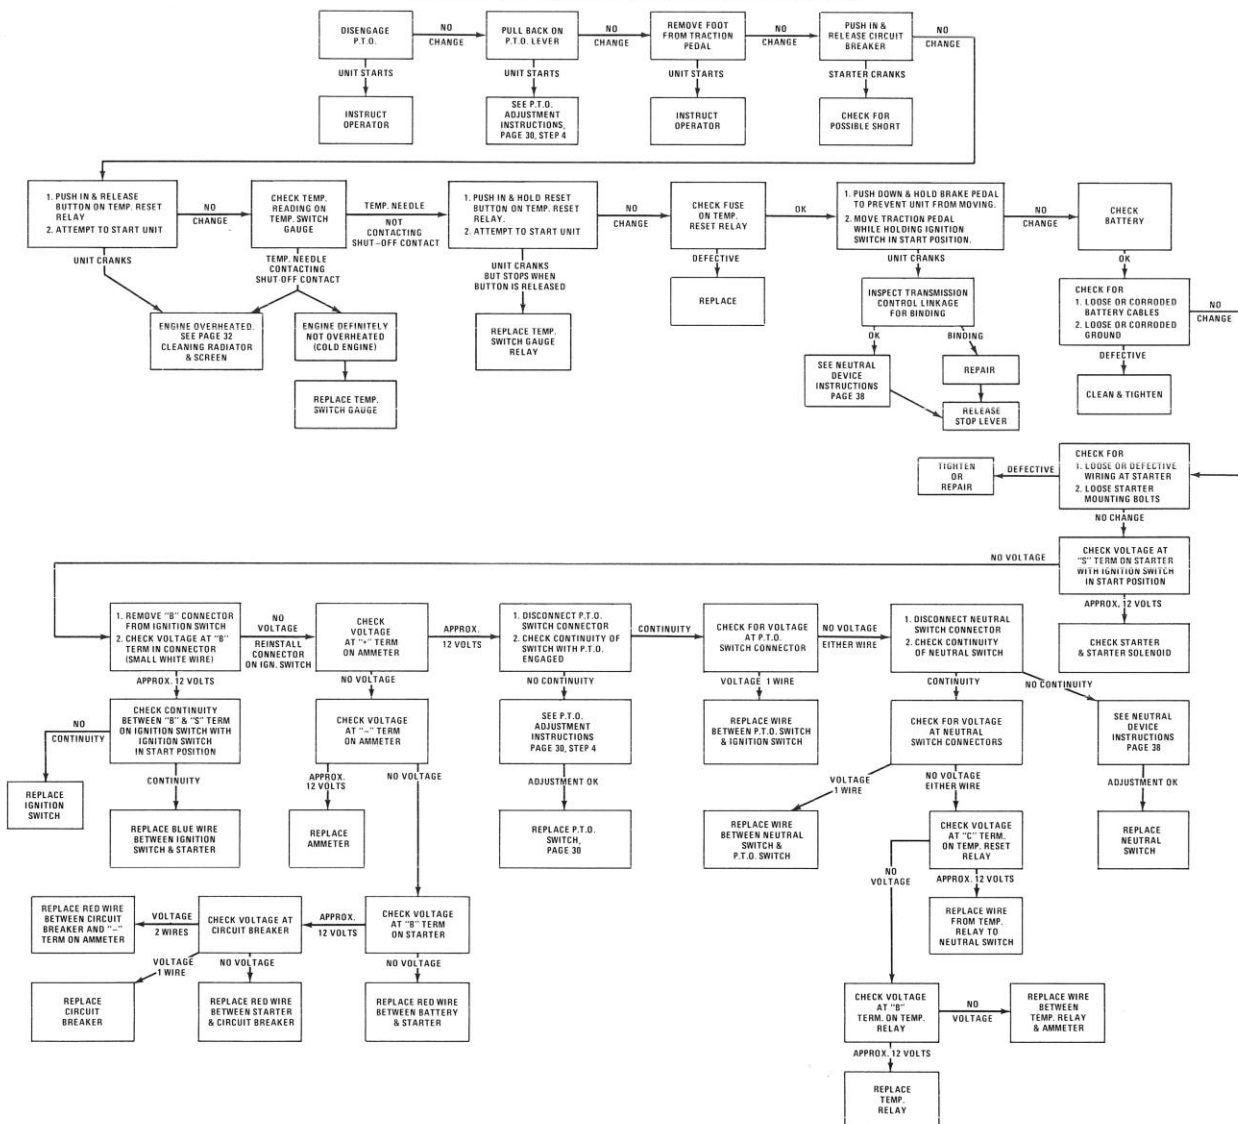 DISENGAGE
P.T.O.
NO
CHANGE
PULL BACK ON
P.T.O. LEVER
NO
CHANGE
REMOVE FOOT
FROM TRACTION
PEDAL
NO
CHANGE
PUSH IN &
RELEASE CIRCUIT
BREAKER
NO
CHANGE
UNIT STARTS
UNIT STARTS
UNIT STARTS
STARTER CRANKS
INSTRUCT
OPERATOR
SEE P.T.O.
ADJUSTMENT
INSTRUCTIONS,
PAGE 30, STEP 4
INSTRUCT
OPERATOR
CHECK FOR
POSSIBLE SHORT
1. PUSH IN & RELEASE
BUTTON ON TEMP. RESET
RELAY
2. ATTEMPT TO START UNIT
NO
CHANGE
CHECK TEMP.
READING ON
TEMP. SWITCH
GAUGE
TEMP. NEEDLE
NOT
CONTACTING
SHUT-OFF CONTACT
1. PUSH IN & HOLD RESET
BUTTON ON TEMP. RESET
RELAY.
2. ATTEMPT TO START UNIT
NO
CHANGE
CHECK FUSE
ON TEMP.
RESET RELAY
OK
1. PUSH DOWN & HOLD BRAKE PEDAL
TO PREVENT UNIT FROM MOVING.
2. MOVE TRACTION PEDAL
WHILE HOLDING IGNITION
SWITCH IN START POSITION.
NO
CHANGE
CHECK
BATTERY
UNIT CRANKS
TEMP. NEEDLE
CONTACTING
SHUT-OFF CONTACT
UNIT CRANKS
BUT STOPS WHEN
BUTTON IS RELEASED
DEFECTIVE
UNIT CRANKS
OK
ENGINE OVERHEATED.
SEE PAGE 32
CLEANING RADIATOR
& SCREEN
ENGINE DEFINITELY
NOT OVERHEATED
(COLD ENGINE)
REPLACE TEMP.
SWITCH GAUGE
REPLACE TEMP.
SWITCH GAUGE
RELAY
REPLACE
INSPECT TRANSMISSION
CONTROL LINKAGE
FOR BINDING
OK
BINDING
SEE NEUTRAL
DEVICE
INSTRUCTIONS
PAGE 38
REPAIR
RELEASE
STOP LEVER
CHECK FOR
1. LOOSE OR CORRODED
BATTERY CABLES
2. LOOSE OR CORRODED
GROUND
NO
CHANGE
DEFECTIVE
CLEAN & TIGHTEN
CHECK FOR
1. LOOSE OR DEFECTIVE
WIRING AT STARTER
2. LOOSE STARTER
MOUNTING BOLTS
DEFECTIVE
TIGHTEN
OR
REPAIR
NO CHANGE
CHECK VOLTAGE AT
"S" TERM ON STARTER
WITH IGNITION SWITCH
IN START POSITION
NO VOLTAGE
APPROX. 12 VOLTS
CHECK STARTER
& STARTER SOLENOID
1. REMOVE "B" CONNECTOR
FROM IGNITION SWITCH
2. CHECK VOLTAGE AT "B"
TERM IN CONNECTOR
(SMALL WHITE WIRE)
NO
VOLTAGE
REINSTALL
CONNECTOR
ON IGN. SWITCH
CHECK
VOLTAGE
AT "+" TERM
ON AMMETER
APPROX.
12 VOLTS
1. DISCONNECT P.T.O.
SWITCH CONNECTOR
2. CHECK CONTINUITY OF
SWITCH WITH P.T.O.
ENGAGED
CONTINUITY
CHECK FOR VOLTAGE
AT P.T.O.
SWITCH CONNECTOR
NO VOLTAGE
EITHER WIRE
1. DISCONNECT NEUTRAL
SWITCH CONNECTOR
2. CHECK CONTINUITY
OF NEUTRAL SWITCH
APPROX. 12 VOLTS
NO VOLTAGE
NO CONTINUITY
VOLTAGE 1 WIRE
CONTINUITY
NO CONTINUITY
CHECK CONTINUITY
BETWEEN "B" & "S" TERM
ON IGNITION SWITCH WITH
IGNITION SWITCH
IN START POSITION
NO
CONTINUITY
CHECK VOLTAGE
AT "–" TERM
ON AMMETER
SEE P.T.O.
ADJUSTMENT
INSTRUCTIONS
PAGE 30, STEP 4
REPLACE WIRE
BETWEEN P.T.O. SWITCH
& IGNITION SWITCH
CHECK FOR VOLTAGE
AT NEUTRAL
SWITCH CONNECTORS
SEE NEUTRAL
DEVICE
INSTRUCTIONS
PAGE 38
REPLACE
IGNITION
SWITCH
CONTINUITY
APPROX.
12 VOLTS
NO VOLTAGE
ADJUSTMENT OK
VOLTAGE
1 WIRE
NO VOLTAGE
EITHER WIRE
ADJUSTMENT OK
REPLACE BLUE WIRE
BETWEEN IGNITION
SWITCH & STARTER
REPLACE
AMMETER
REPLACE P.T.O.
SWITCH,
PAGE 30
REPLACE WIRE
BETWEEN NEUTRAL
SWITCH &
P.T.O. SWITCH
CHECK VOLTAGE
AT "C" TERM.
ON TEMP. RESET
RELAY
REPLACE
NEUTRAL
SWITCH
NO
VOLTAGE
APPROX. 12 VOLTS
REPLACE WIRE
FROM TEMP.
RELAY TO
NEUTRAL SWITCH
REPLACE RED WIRE
BETWEEN CIRCUIT
BREAKER AND "–"
TERM ON AMMETER
VOLTAGE
2 WIRES
CHECK VOLTAGE AT
CIRCUIT BREAKER
APPROX.
12 VOLTS
CHECK VOLTAGE
AT "B" TERM
ON STARTER
VOLTAGE
1 WIRE
NO VOLTAGE
NO VOLTAGE
REPLACE
CIRCUIT
BREAKER
REPLACE RED WIRE
BETWEEN STARTER
& CIRCUIT BREAKER
REPLACE RED WIRE
BETWEEN BATTERY
& STARTER
CHECK VOLTAGE
AT "B"
TERM. ON TEMP.
RELAY
NO
VOLTAGE
REPLACE WIRE
BETWEEN
TEMP. RELAY
& AMMETER
APPROX. 12 VOLTS
REPLACE
TEMP.
RELAY